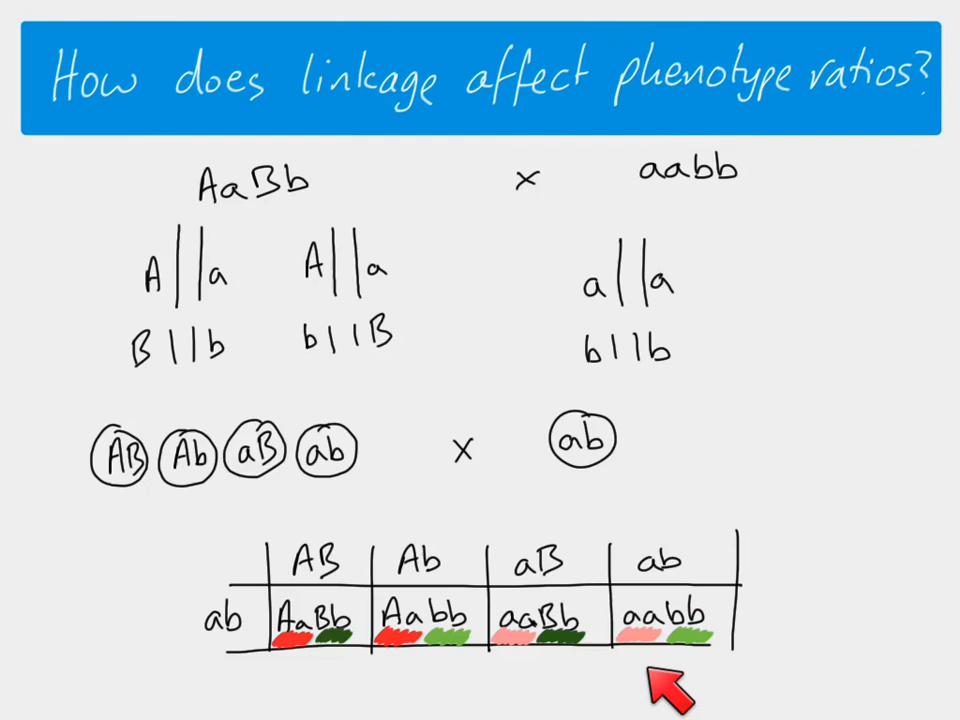 How does linkage affect phenotype ratios?
AaBb x aabb
A a A a a a
B b b B b b
AB Ab aB ab x ab
AB Ab aB ab
ab AaBb Aabb aaBb aabb